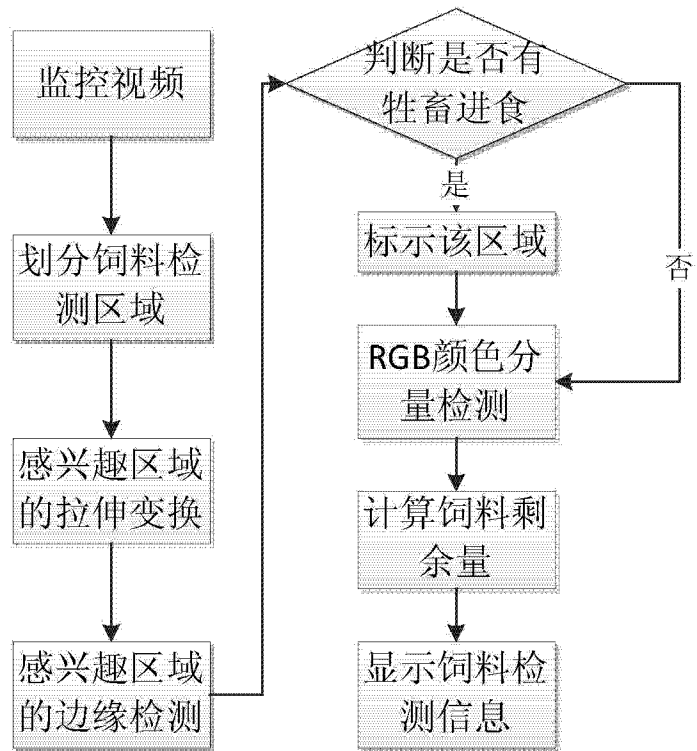 监控视频
划分饲料检
测区域
感兴趣区域
的拉伸变换
感兴趣区域
的边缘检测
判断是否有
牲畜进食
是
标示该区域
否
RGB颜色分
量检测
计算饲料剩
余量
显示饲料检
测信息